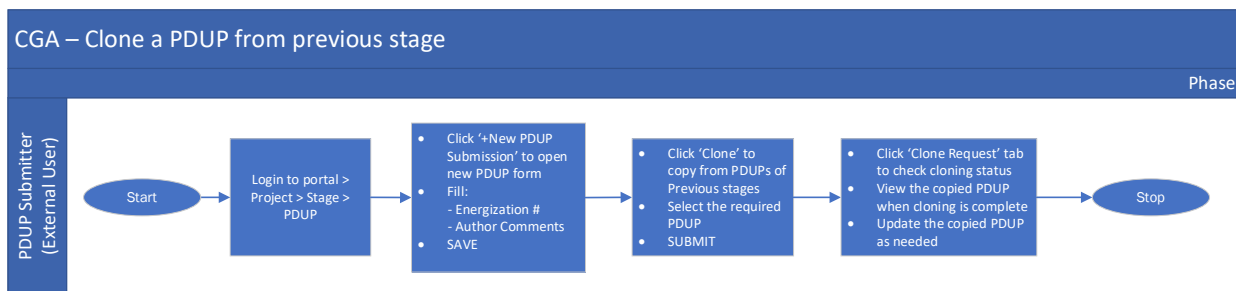 CGA – Clone a PDUP from previous stage
Phase
PDUP Submitter
(External User)
Start
Login to portal >
Project > Stage >
PDUP
• Click ‘+New PDUP
Submission’ to open
new PDUP form
• Fill:
- Energization #
- Author Comments
• SAVE
• Click ‘Clone’ to
copy from PDUPs of
Previous stages
• Select the required
PDUP
• SUBMIT
• Click ‘Clone Request’ tab
to check cloning status
• View the copied PDUP
when cloning is complete
• Update the copied PDUP
as needed
Stop